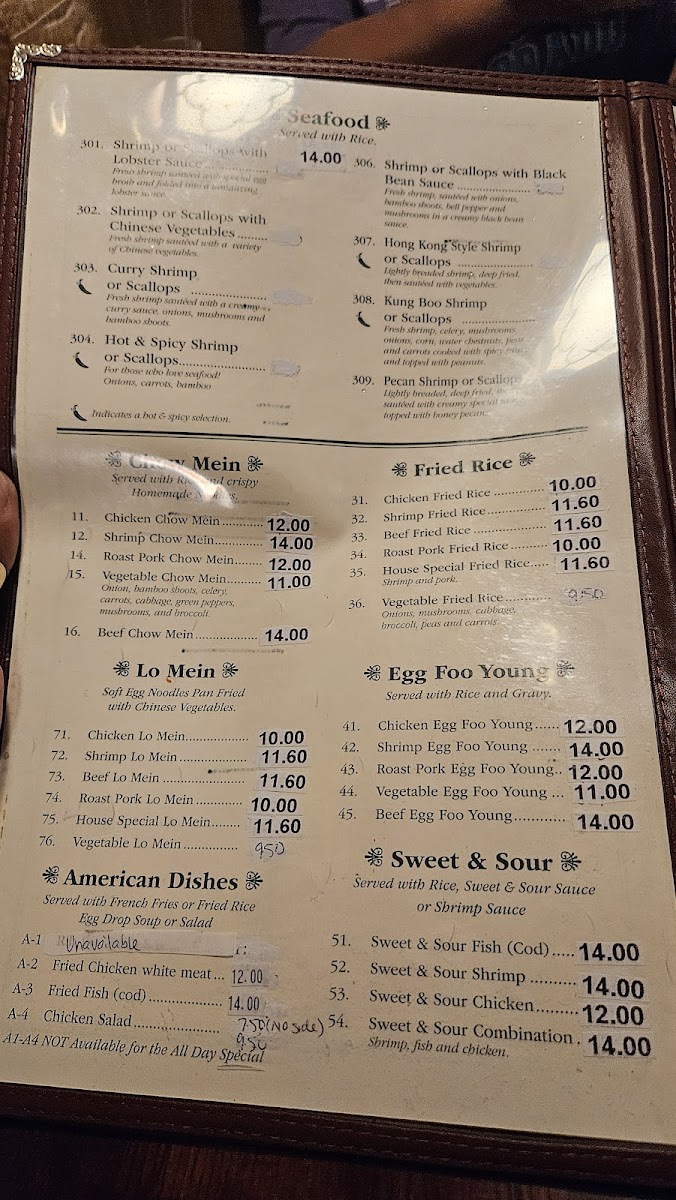 Seafood
Served with Rice.
301. Shrimp or Scallops with
Lobster Sauce .......... 14.00
Fresh shrimp sautéed with special egg
broth and folded into a
lobster sauce.
302. Shrimp or Scallops with
Chinese Vegetables ........
Fresh shrimp sautéed with a variety
of Chinese vegetables.
303. Curry Shrimp
or Scallops ....................
Fresh shrimp sautéed with a creamy
curry sauce, onions, mushrooms and
bamboo shoots.
304. Hot & Spicy Shrimp
or Scallops......................
For those who love seafood!
Onions, carrots, bamboo
Indicates a hot & spicy selection.
306. Shrimp or Scallops with Black
Bean Sauce ....................
Fresh shrimp, sautéed with onions,
bamboo shoots, bell pepper and
mushrooms in a creamy black bean
sauce.
307. Hong Kong Style Shrimp
or Scallops ....................
Lightly breaded shrimp, deep fried,
then sautéed with vegetables.
308. Kung Boo Shrimp
or Scallops ....................
Fresh shrimp, celery, mushrooms,
onions, corn, water chestnuts, peas
and carrots cooked with spicy
and topped with peanuts.
309. Pecan Shrimp or Scallops
Lightly breaded, deep fried,
sautéed with creamy special
topped with honey pecan.
Chow Mein
Served with Rice and crispy
Homemade Noodles.
11. Chicken Chow Mein........... 12.00
12. Shrimp Chow Mein............ 14.00
14. Roast Pork Chow Mein....... 12.00
15. Vegetable Chow Mein......... 11.00
Onion, bamboo shoots, celery,
carrots, cabbage, green peppers,
mushrooms, and broccoli.
16. Beef Chow Mein................ 14.00
Fried Rice
31. Chicken Fried Rice .............. 10.00
32. Shrimp Fried Rice................ 11.60
33. Beef Fried Rice .................... 11.60
34. Roast Pork Fried Rice.......... 10.00
35. House Special Fried Rice..... 11.60
Shrimp and pork.
36. Vegetable Fried Rice............ 9.50
Onions, mushrooms, cabbage,
broccoli, peas and carrots.
Lo Mein
Soft Egg Noodles Pan Fried
with Chinese Vegetables.
71. Chicken Lo Mein................. 10.00
72. Shrimp Lo Mein.................. 11.60
73. Beef Lo Mein ...................... 11.60
74. Roast Pork Lo Mein ............ 10.00
75. House Special Lo Mein........ 11.60
76. Vegetable Lo Mein .............. 950
Egg Foo Young
Served with Rice and Gravy.
41. Chicken Egg Foo Young...... 12.00
42. Shrimp Egg Foo Young ....... 14.00
43. Roast Pork Egg Foo Young.. 12.00
44. Vegetable Egg Foo Young ... 11.00
45. Beef Egg Foo Young............ 14.00
American Dishes
Served with French Fries or Fried Rice
Egg Drop Soup or Salad
A-1 Unavailable
A-2 Fried Chicken white meat ... 12.00
A-3 Fried Fish (cod).................. 14.00
A-4 Chicken Salad..................... 750 (No side)
950
A1-A4 NOT Available for the All Day Special
Sweet & Sour
Served with Rice, Sweet & Sour Sauce
or Shrimp Sauce
51. Sweet & Sour Fish (Cod) ..... 14.00
52. Sweet & Sour Shrimp .......... 14.00
53. Sweet & Sour Chicken......... 12.00
54. Sweet & Sour Combination . 14.00
Shrimp, fish and chicken.